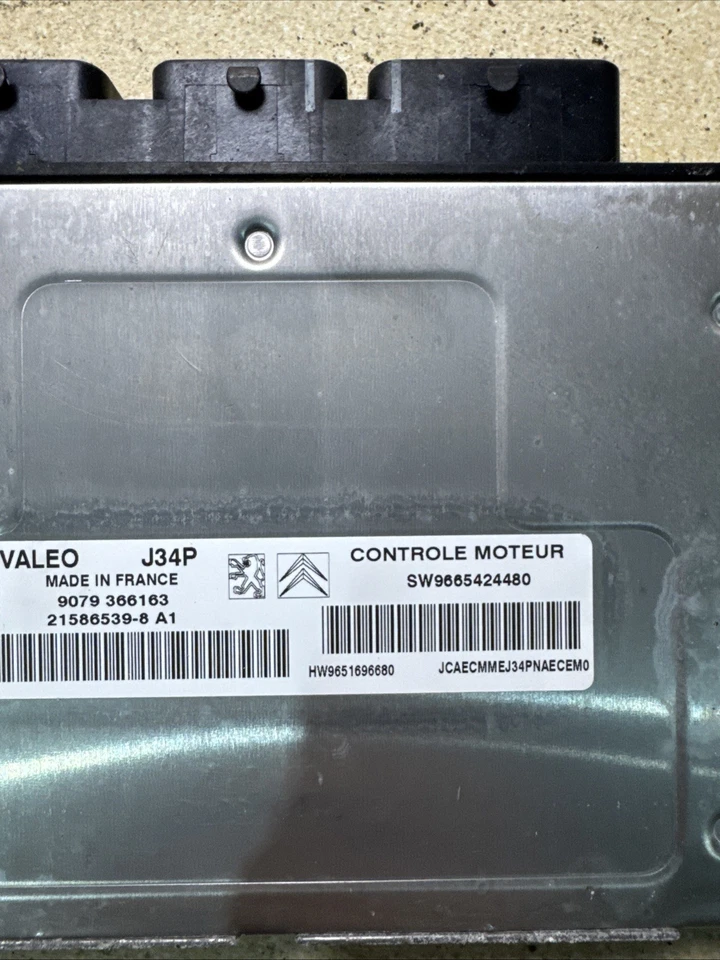 VALEO J34P
MADE IN FRANCE
9079 366163
21586539-8 A1
CONTROLE MOTEUR
SW9665424480
HW9651696680 JCAECMMEJ34PNAECEM0